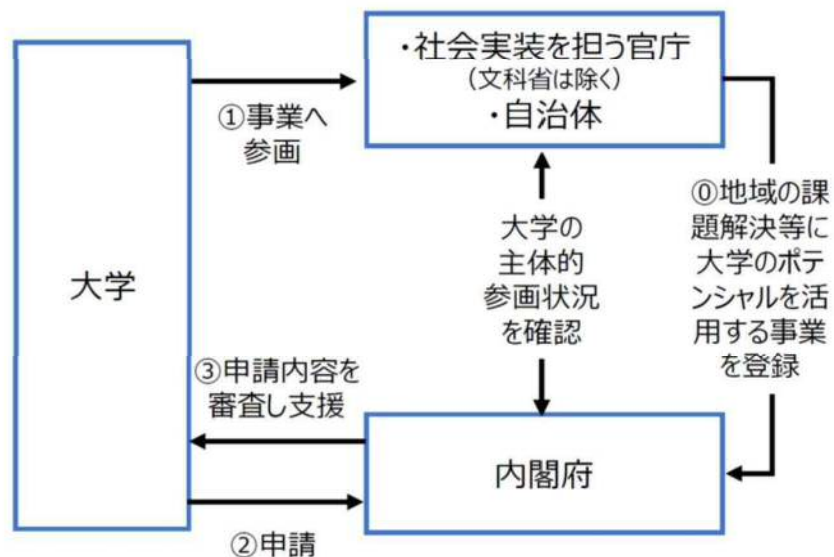 ・社会実装を担う官庁
（文科省は除く）
・自治体
①事業へ
参画
⓪地域の課
題解決等に
大学のポテ
ンシャルを活
用する事業
を登録
大学の
主体的
参画状況
を確認
大学
③申請内容を
審査し支援
内閣府
②申請